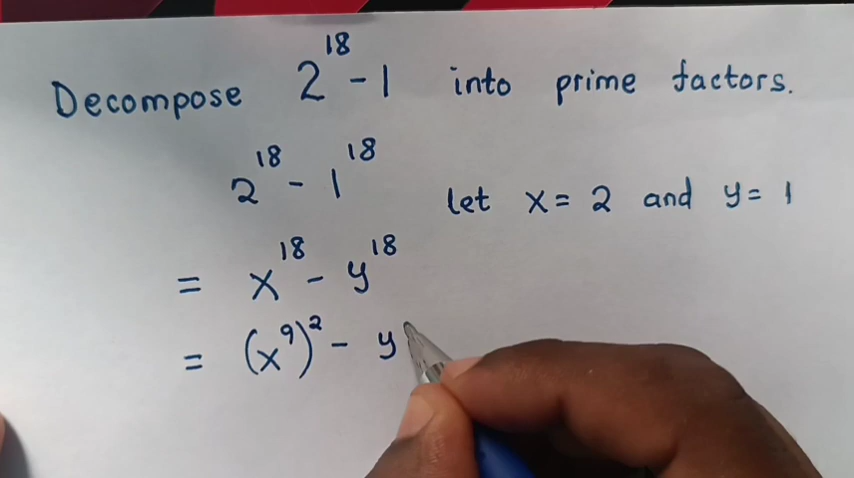 Decompose 2^18 - 1 into prime factors.
2^18 - 1^18 let x = 2 and y = 1
= x^18 - y^18
= (x^9)^2 - y